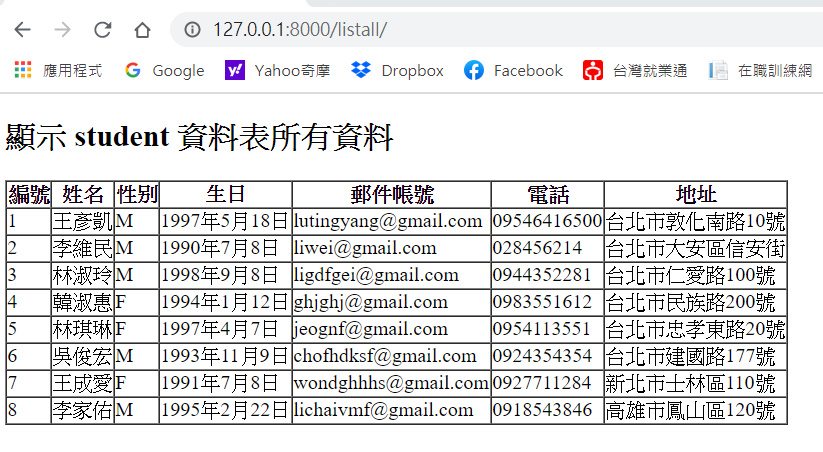 127.0.0.1:8000/listall/
應用程式 Google Yahoo奇摩 Dropbox Facebook 台灣就業通 在職訓練網
顯示 student 資料表所有資料
編號 姓名 性別 生日 郵件帳號 電話 地址
1 王彥凱 M 1997年5月18日 lutingyang@gmail.com 09546416500 台北市敦化南路10號
2 李維民 M 1990年7月8日 liwei@gmail.com 028456214 台北市大安區信安街
3 林淑玲 M 1998年9月8日 ligdfgei@gmail.com 0944352281 台北市仁愛路100號
4 韓淑惠 F 1994年1月12日 ghjghj@gmail.com 0983551612 台北市民族路200號
5 林琪琳 F 1997年4月7日 jeognf@gmail.com 0954113551 台北市忠孝東路20號
6 吳俊宏 M 1993年11月9日 chofhdksf@gmail.com 0924354354 台北市建國路177號
7 王成愛 F 1991年7月8日 wondghhhs@gmail.com 0927711284 新北市士林區110號
8 李家佑 M 1995年2月22日 lichaivmf@gmail.com 0918543846 高雄市鳳山區120號